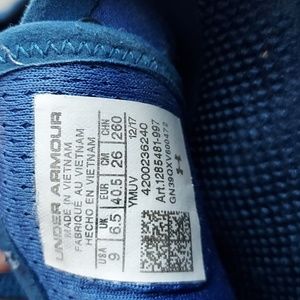 UNDER ARMOUR
MADE IN VIETNAM
FABRIQUÉ AU VIETNAM
HECHO EN VIETNAM
USA UK EUR CM CHN
9 6.5 40.5 26 260
YMUV 12/17
4200236240
Art.1285481-997
GN39QXV600472